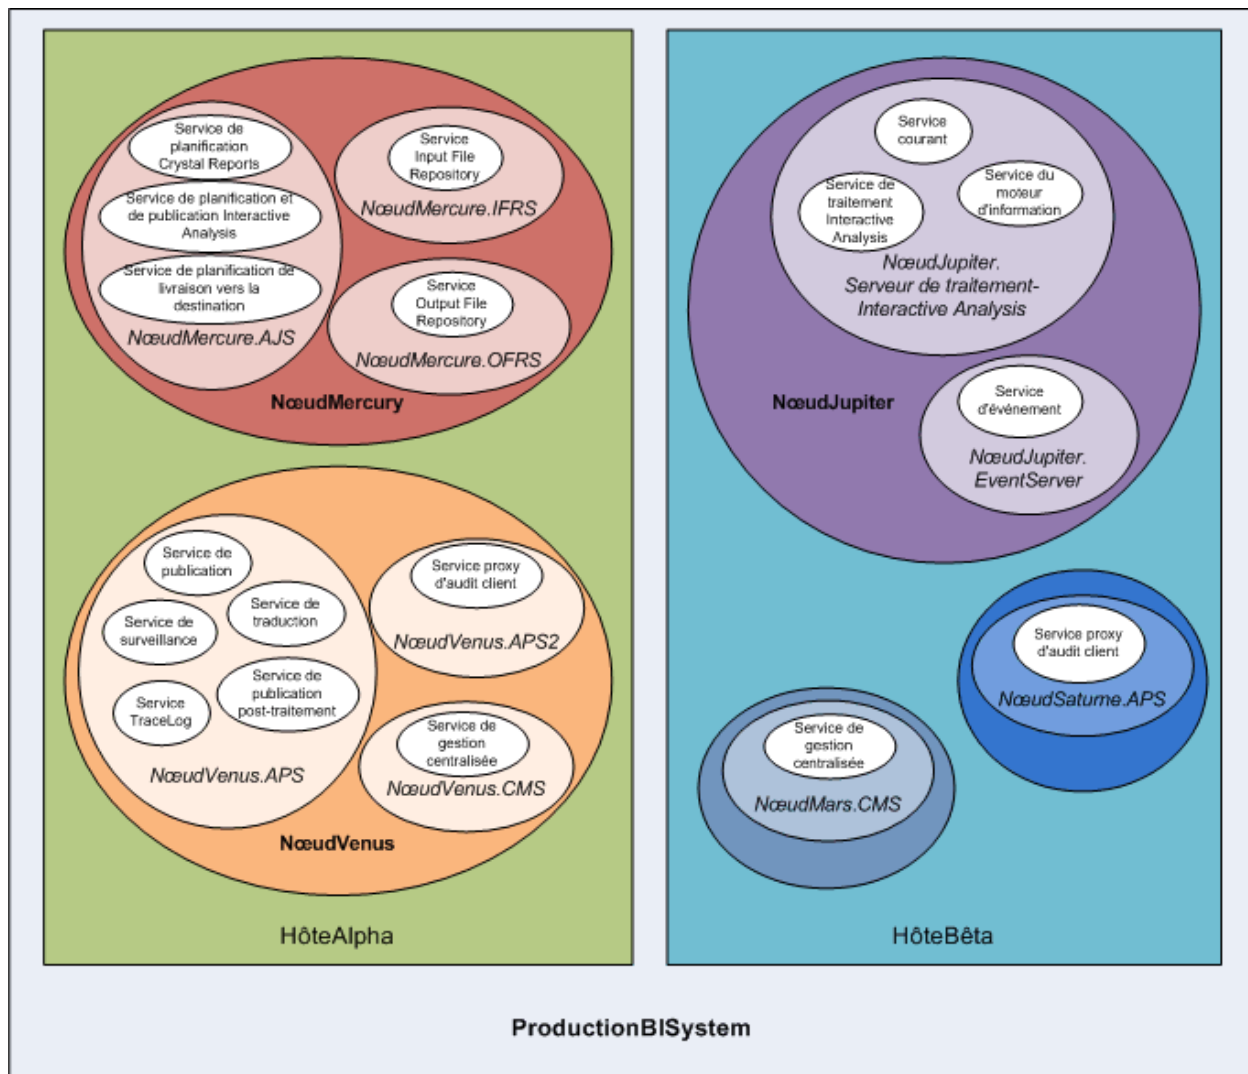 Service de
planification
Crystal Reports
Service de planification et
de publication Interactive
Analysis
Service de planification de
livraison vers la
destination
NœudMercure.AJS
Service
Input File
Repository
NœudMercure.IFRS
Service
Output File
Repository
NœudMercure.OFRS
NœudMercury
Service de
publication
Service de
traduction
Service de
surveillance
Service de
publication
post-traitement
Service
TraceLog
NœudVenus.APS
Service proxy
d'audit client
NœudVenus.APS2
Service de
gestion
centralisée
NœudVenus.CMS
NœudVenus
HôteAlpha
Service
courant
Service de
traitement
Interactive
Analysis
Service du
moteur
d'information
NœudJupiter.
Serveur de traitement-
Interactive Analysis
NœudJupiter
Service
d'événement
NœudJupiter.
EventServer
Service proxy
d'audit client
NœudSaturne.APS
Service de
gestion
centralisée
NœudMars.CMS
HôteBêta
ProductionBISystem